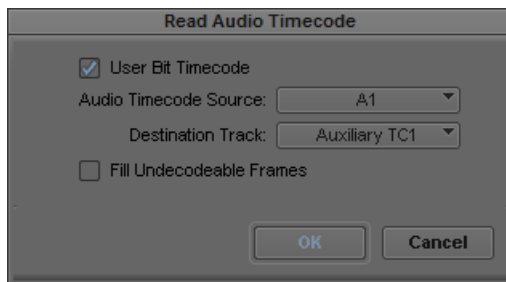 Read Audio Timecode
User Bit Timecode
Audio Timecode Source: A1
Destination Track: Auxiliary TC1
Fill Undecodeable Frames
OK Cancel